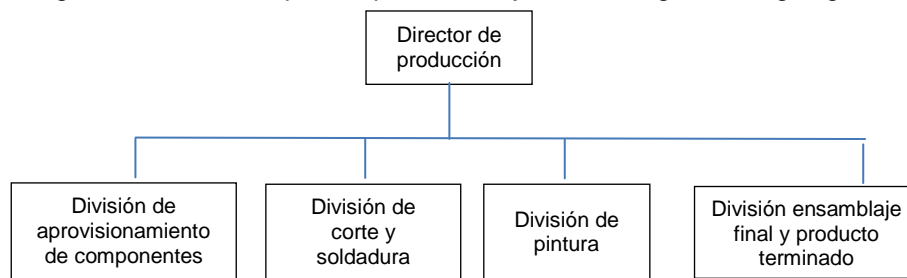 Director de
producción
División de
aprovisionamiento
de componentes
División de
corte y
soldadura
División de
pintura
División ensamblaje
final y producto
terminado